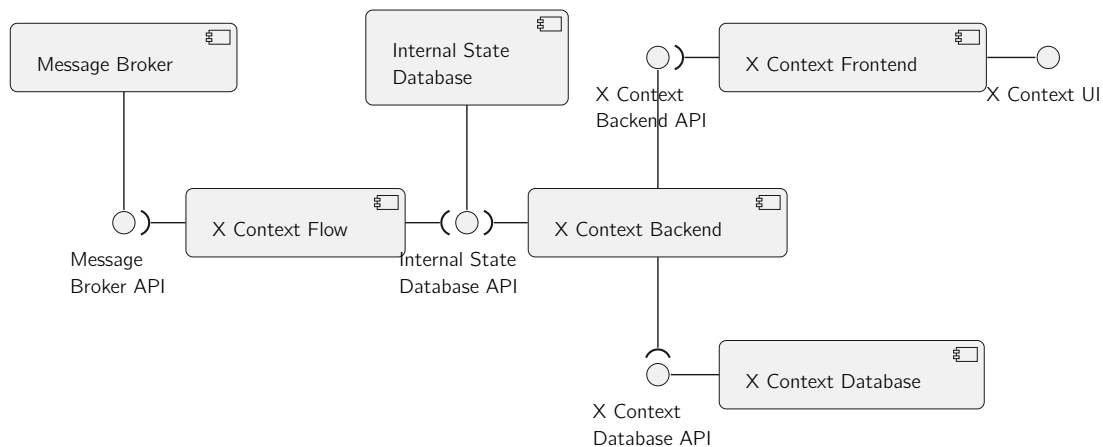 Message Broker
Internal State
Database
X Context Frontend
X Context
Backend API
X Context UI
X Context Flow
X Context Backend
Message
Broker API
Internal State
Database API
X Context Database
X Context
Database API